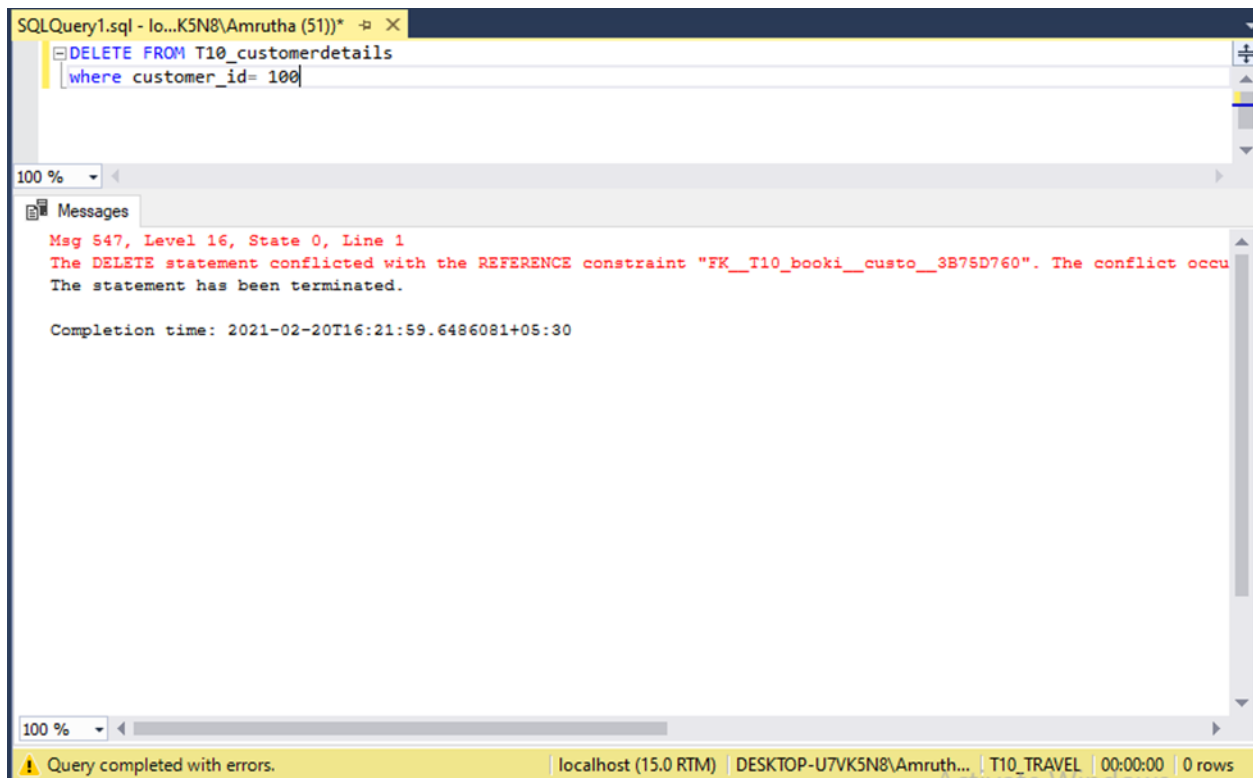 SQLQuery1.sql - lo...K5N8\Amrutha (51))*
DELETE FROM T10_customerdetails
where customer_id= 100
100 %
Messages
Msg 547, Level 16, State 0, Line 1
The DELETE statement conflicted with the REFERENCE constraint "FK__T10_booki__custo__3B75D760". The conflict occu
The statement has been terminated.
Completion time: 2021-02-20T16:21:59.6486081+05:30
100 %
Query completed with errors. localhost (15.0 RTM) DESKTOP-U7VK5N8\Amruth... T10_TRAVEL 00:00:00 0 rows